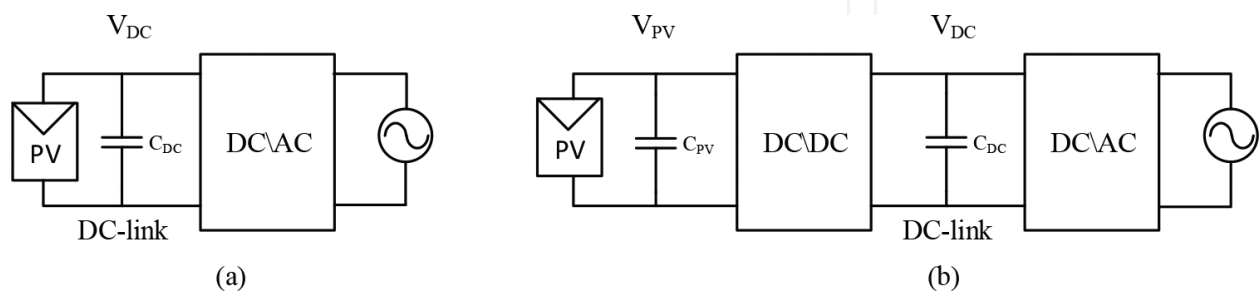 V_DC
PV
C_DC
DC\AC
DC-link
(a)
V_PV
V_DC
PV
C_PV
DC\DC
C_DC
DC\AC
DC-link
(b)